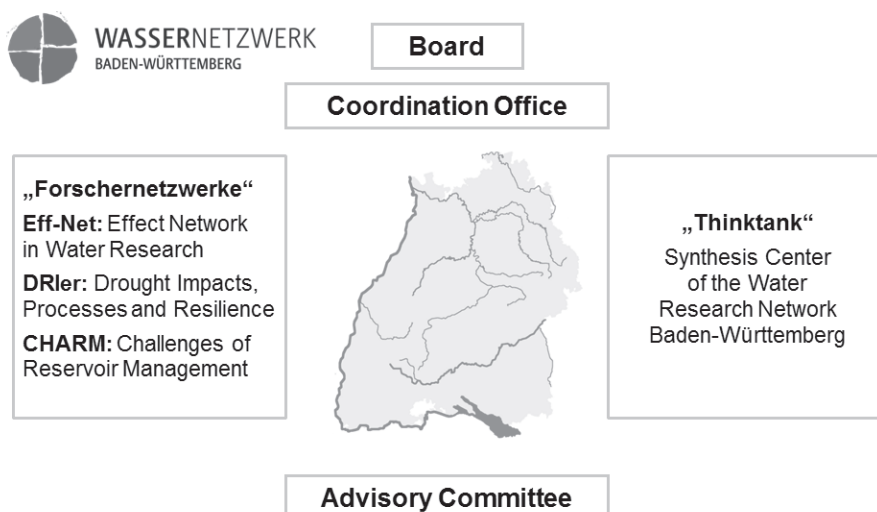 WASSERNETZWERK
BADEN-WÜRTTEMBERG
Board
Coordination Office
„Forschernetzwerke“
Eff-Net: Effect Network
in Water Research
DRIer: Drought Impacts,
Processes and Resilience
CHARM: Challenges of
Reservoir Management
„Thinktank“
Synthesis Center
of the Water
Research Network
Baden-Württemberg
Advisory Committee